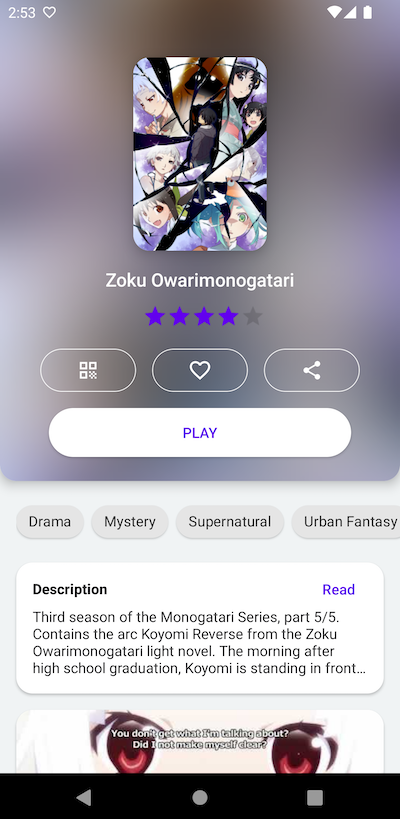 2:53
Zoku Owarimonogatari
PLAY
Drama
Mystery
Supernatural
Urban Fantasy
Description
Read
Third season of the Monogatari Series, part 5/5.
Contains the arc Koyomi Reverse from the Zoku
Owarimonogatari light novel. The morning after
high school graduation, Koyomi is standing in front…
You don't get what I'm talking about?
Did I not make myself clear?